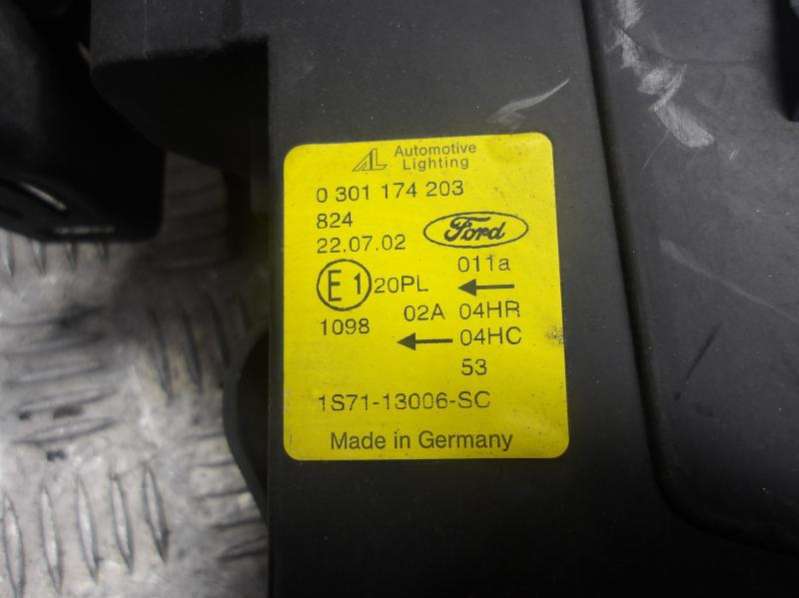 AL Automotive
Lighting
0 301 174 203
824
22.07.02 Ford
011a
E1 20PL ←
02A 04HR
1098
← 04HC
53
1S71-13006-SC
Made in Germany